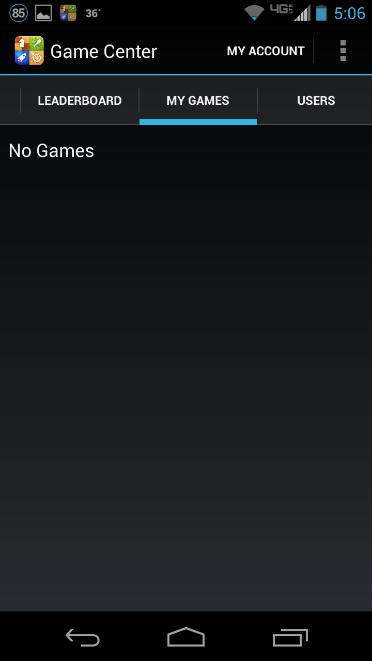 85 36° 4G 5:06
Game Center MY ACCOUNT
LEADERBOARD MY GAMES USERS
No Games